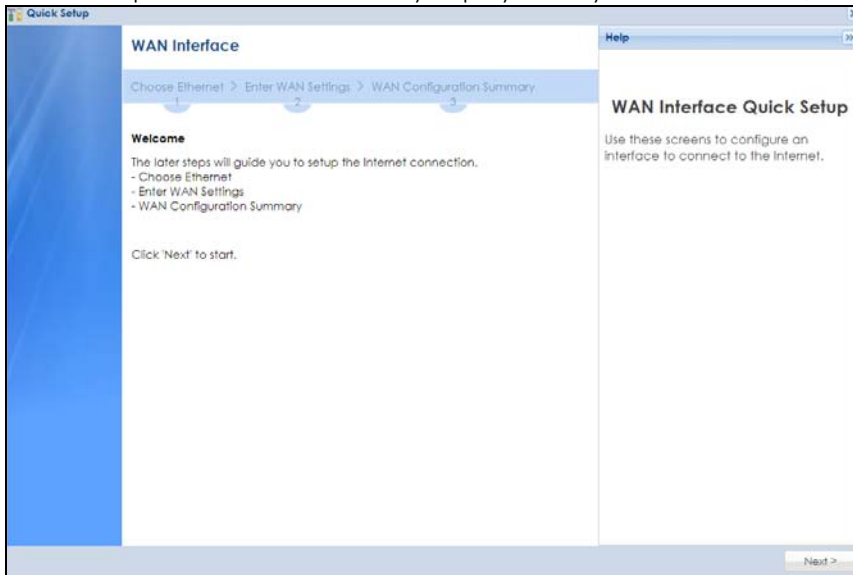 Quick Setup
WAN Interface
Choose Ethernet > Enter WAN Settings > WAN Configuration Summary
1 2 3
Welcome
The later steps will guide you to setup the Internet connection.
- Choose Ethernet
- Enter WAN Settings
- WAN Configuration Summary
Click 'Next' to start.
Help
WAN Interface Quick Setup
Use these screens to configure an
interface to connect to the Internet.
Next >